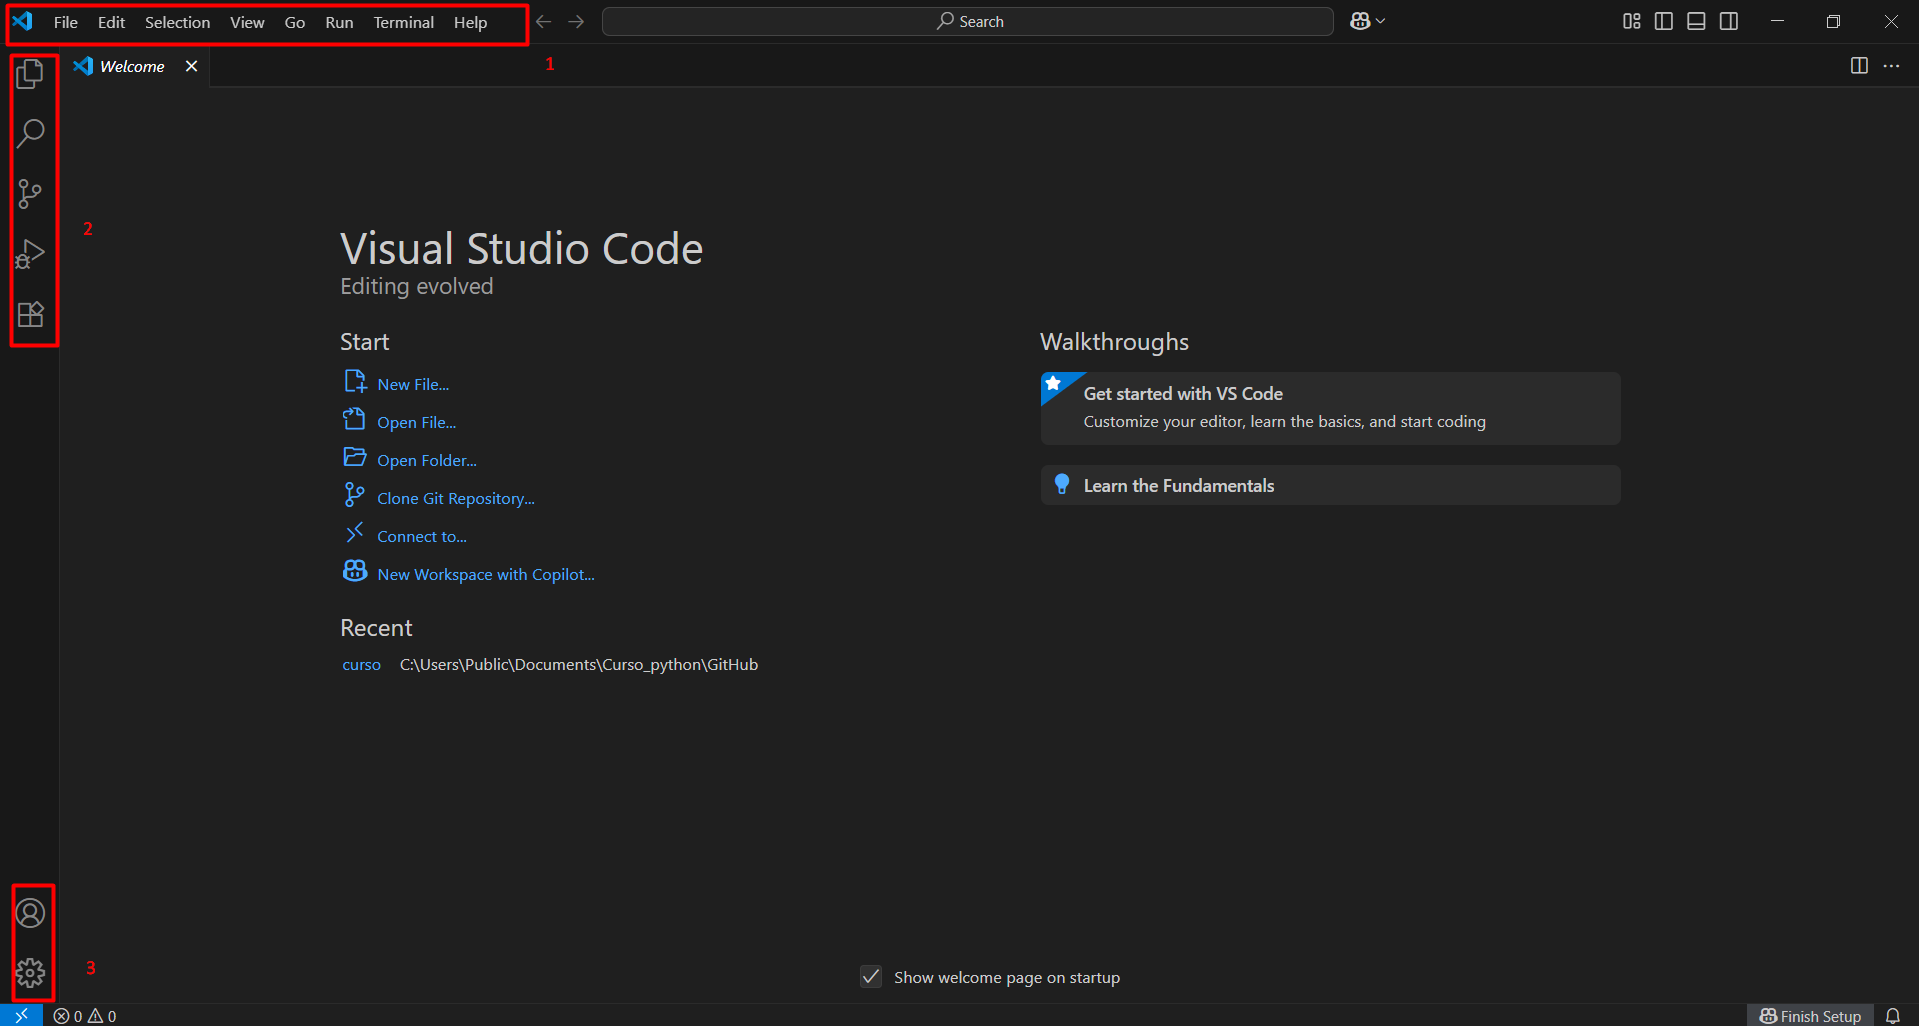 File Edit Selection View Go Run Terminal Help Search
Welcome 1
2
Visual Studio Code
Editing evolved
Start
New File...
Open File...
Open Folder...
Clone Git Repository...
Connect to...
New Workspace with Copilot...
Recent
curso C:\Users\Public\Documents\Curso_python\GitHub
Walkthroughs
Get started with VS Code
Customize your editor, learn the basics, and start coding
Learn the Fundamentals
3
Show welcome page on startup
0 0 Finish Setup